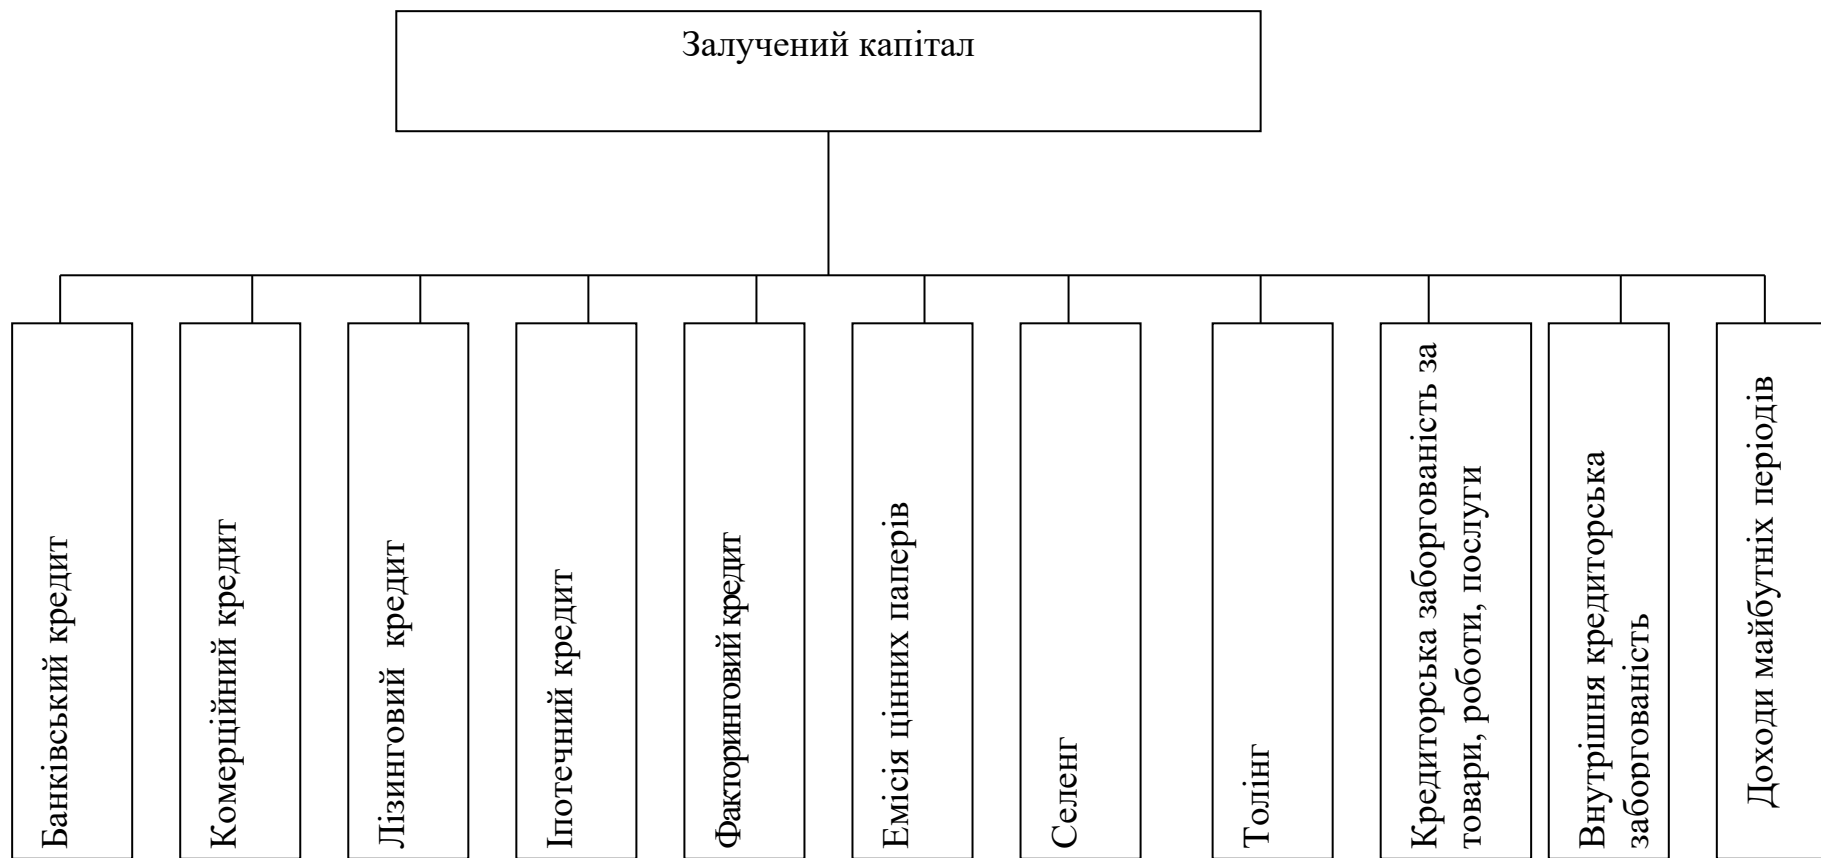 Залучений капітал
Банківський кредит
Комерційний кредит
Лізинговий  кредит
Іпотечний кредит
Факторинговий кредит
Емісія цінних паперів
Селенг
Толінг
Кредиторська заборгованість за
товари, роботи, послуги
Внутрішня кредиторська
заборгованість
Доходи майбутніх періодів